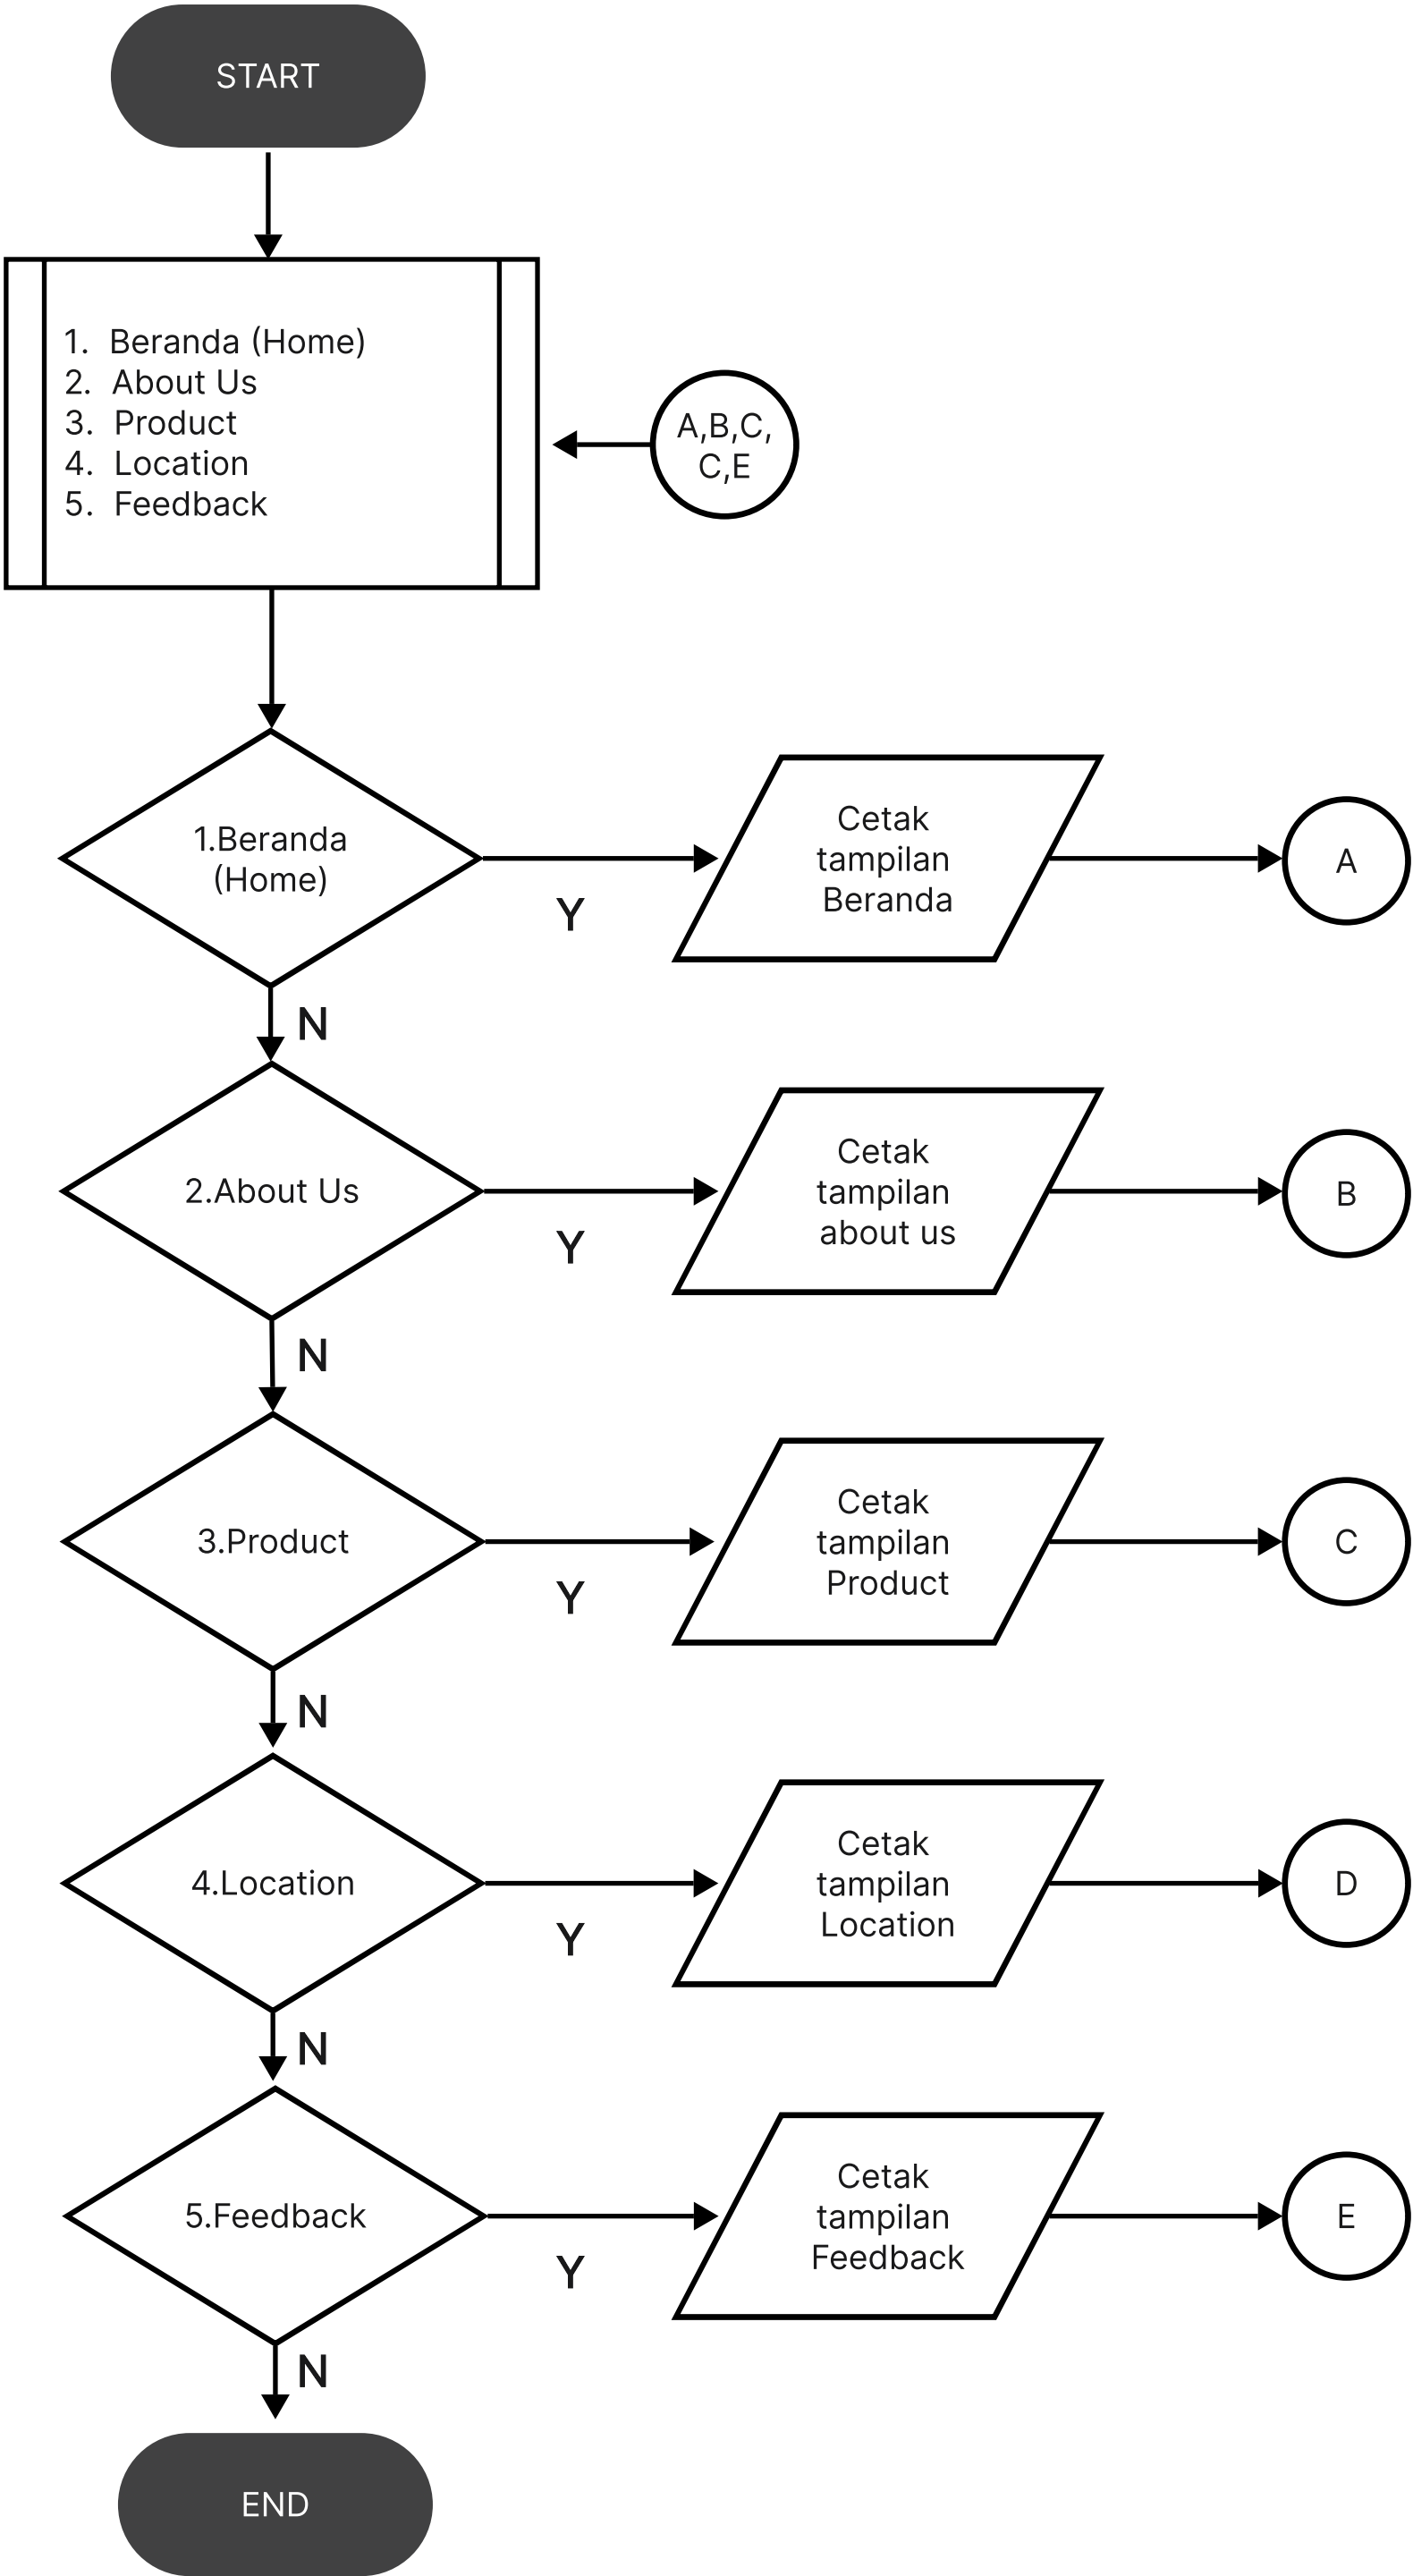 START
1. Beranda (Home)
2. About Us
3. Product
4. Location
5. Feedback
A,B,C,
C,E
1.Beranda
(Home)
Y
Cetak
tampilan
Beranda
A
N
2.About Us
Y
Cetak
tampilan
about us
B
N
3.Product
Y
Cetak
tampilan
Product
C
N
4.Location
Y
Cetak
tampilan
Location
D
N
5.Feedback
Y
Cetak
tampilan
Feedback
E
N
END